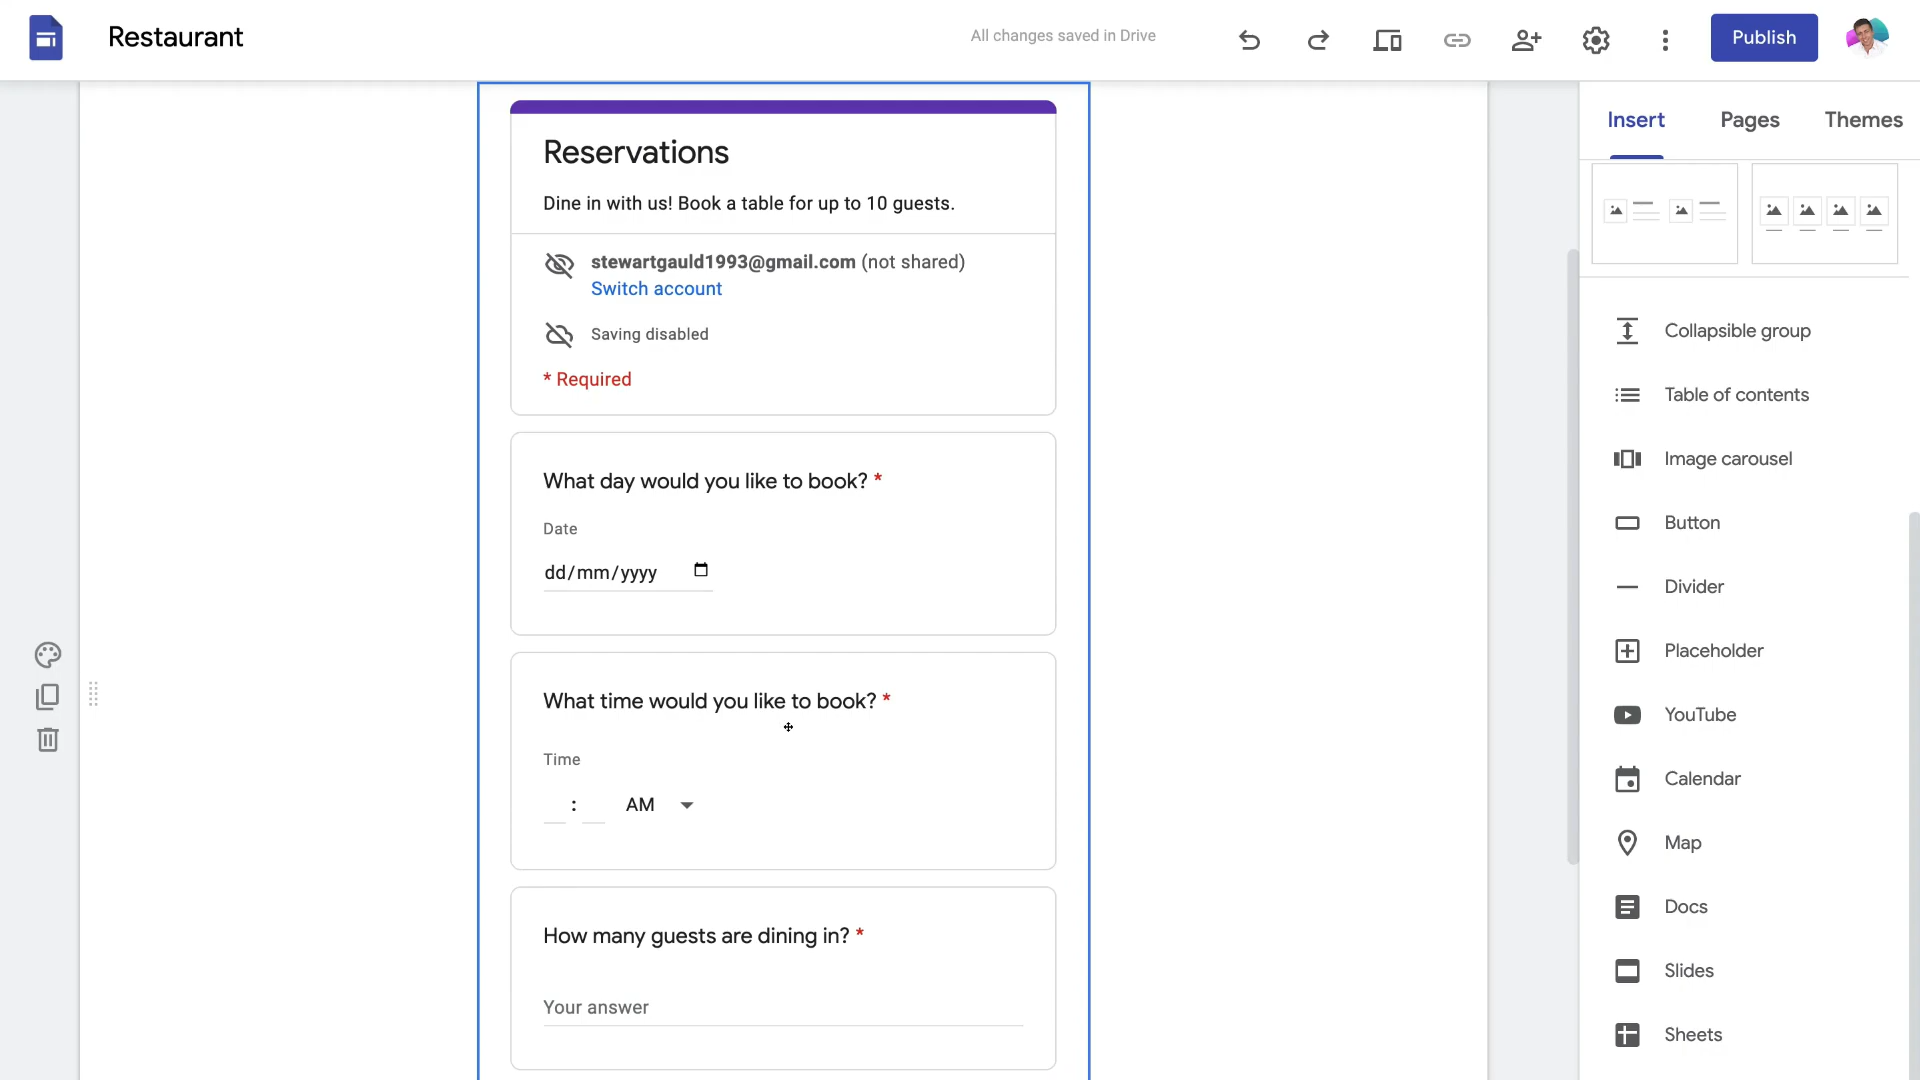 Restaurant
All changes saved in Drive
Publish
Insert
Pages
Themes
Reservations
Dine in with us! Book a table for up to 10 guests.
stewartgauld1993@gmail.com (not shared)
Switch account
Saving disabled
* Required
What day would you like to book? *
Date
dd/mm/yyyy
What time would you like to book? *
Time
: AM
How many guests are dining in? *
Your answer
Collapsible group
Table of contents
Image carousel
Button
Divider
Placeholder
YouTube
Calendar
Map
Docs
Slides
Sheets